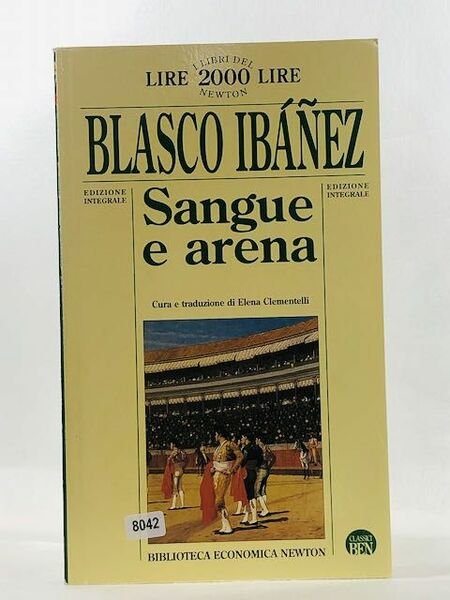 I LIBRI DEL
LIRE 2000 LIRE
NEWTON
BLASCO IBÁÑEZ
EDIZIONE
INTEGRALE
EDIZIONE
INTEGRALE
Sangue
e arena
Cura e traduzione di Elena Clementelli
8042
BIBLIOTECA ECONOMICA NEWTON
CLASSICI
BEN